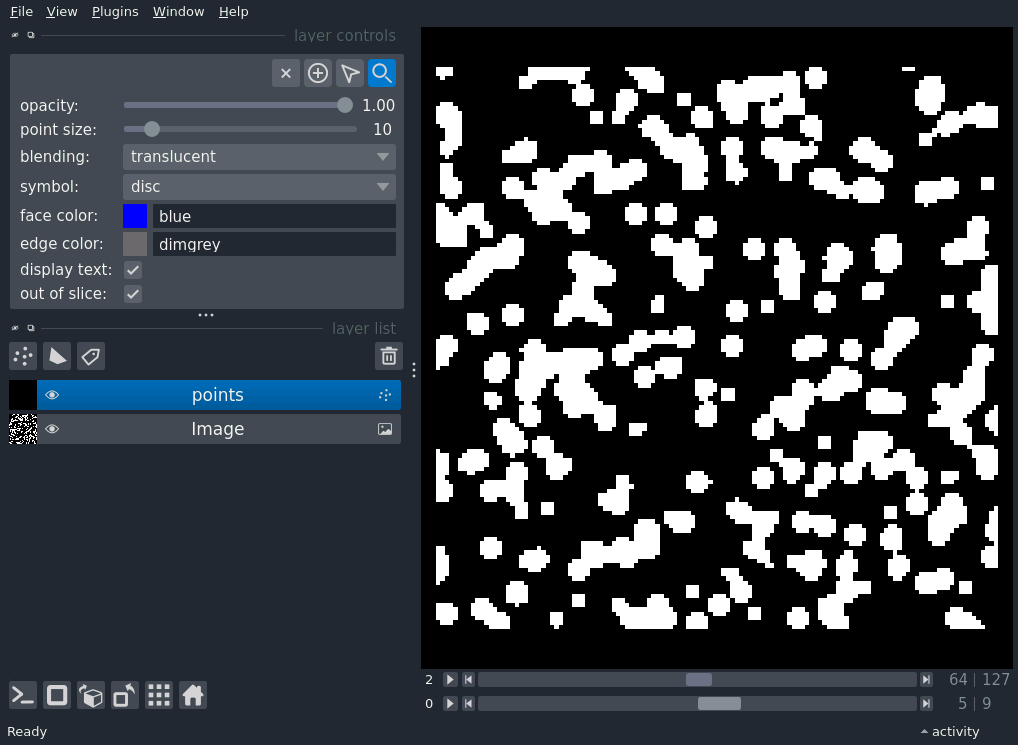 File View Plugins Window Help
layer controls
opacity: 1.00
point size: 10
blending: translucent
symbol: disc
face color: blue
edge color: dimgrey
display text:
out of slice:
layer list
points
Image
2 64 | 127
0 5 | 9
Ready activity